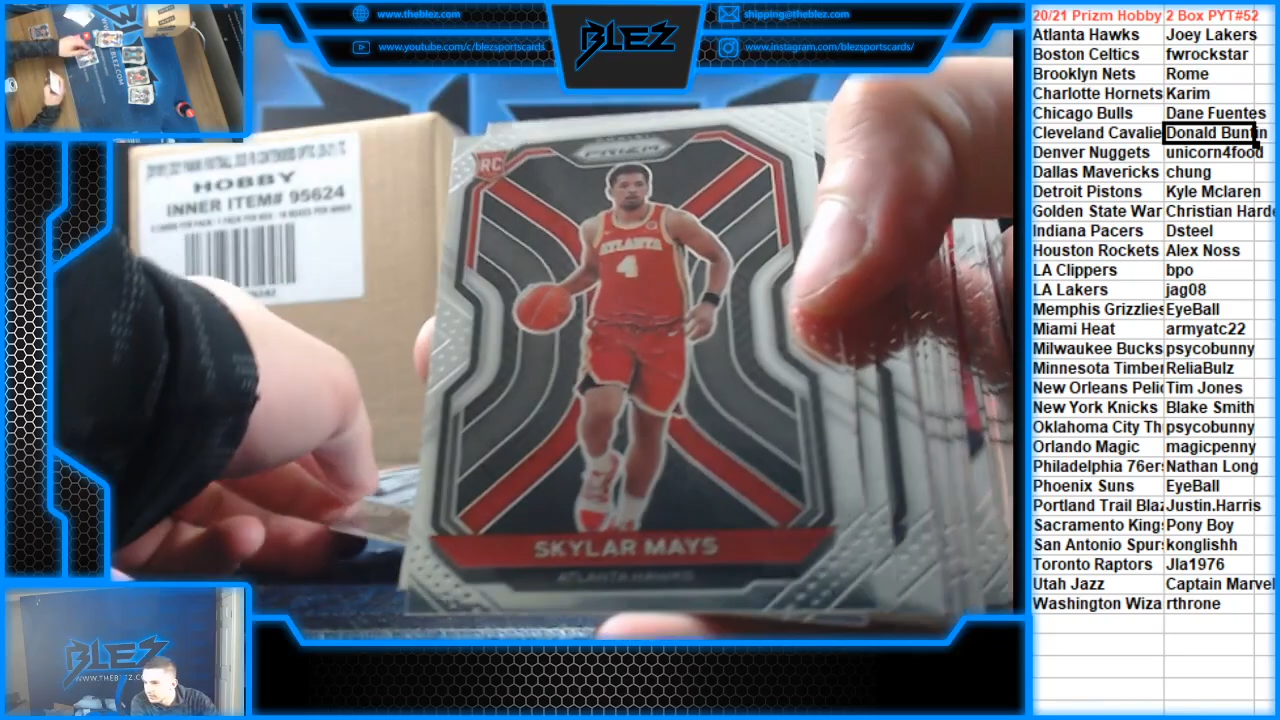 www.theblez.com
shipping@theblez.com
www.youtube.com/c/blezsportscards
www.instagram.com/blezsportscards/
BLEZ
HOBBY
INNER ITEM# 95624
PRIZM
RC
ATLANTA
4
SKYLAR MAYS
ATLANTA HAWKS
BLEZ
WWW.THEBLEZ.COM
20/21 Prizm Hobby 2 Box PYT#52
Atlanta Hawks Joey Lakers
Boston Celtics fwrockstar
Brooklyn Nets Rome
Charlotte Hornets Karim
Chicago Bulls Dane Fuentes
Cleveland Cavalie Donald Buntin
Denver Nuggets unicorn4food
Dallas Mavericks chung
Detroit Pistons Kyle Mclaren
Golden State War Christian Hard
Indiana Pacers Dsteel
Houston Rockets Alex Noss
LA Clippers bpo
LA Lakers jag08
Memphis Grizzlies EyeBall
Miami Heat armyatc22
Milwaukee Bucks psycobunny
Minnesota Timber ReliaBulz
New Orleans Peli Tim Jones
New York Knicks Blake Smith
Oklahoma City Th psycobunny
Orlando Magic magicpenny
Philadelphia 76er Nathan Long
Phoenix Suns EyeBall
Portland Trail Bla Justin.Harris
Sacramento King Pony Boy
San Antonio Spur konglishh
Toronto Raptors Jla1976
Utah Jazz Captain Marvel
Washington Wiza rthrone